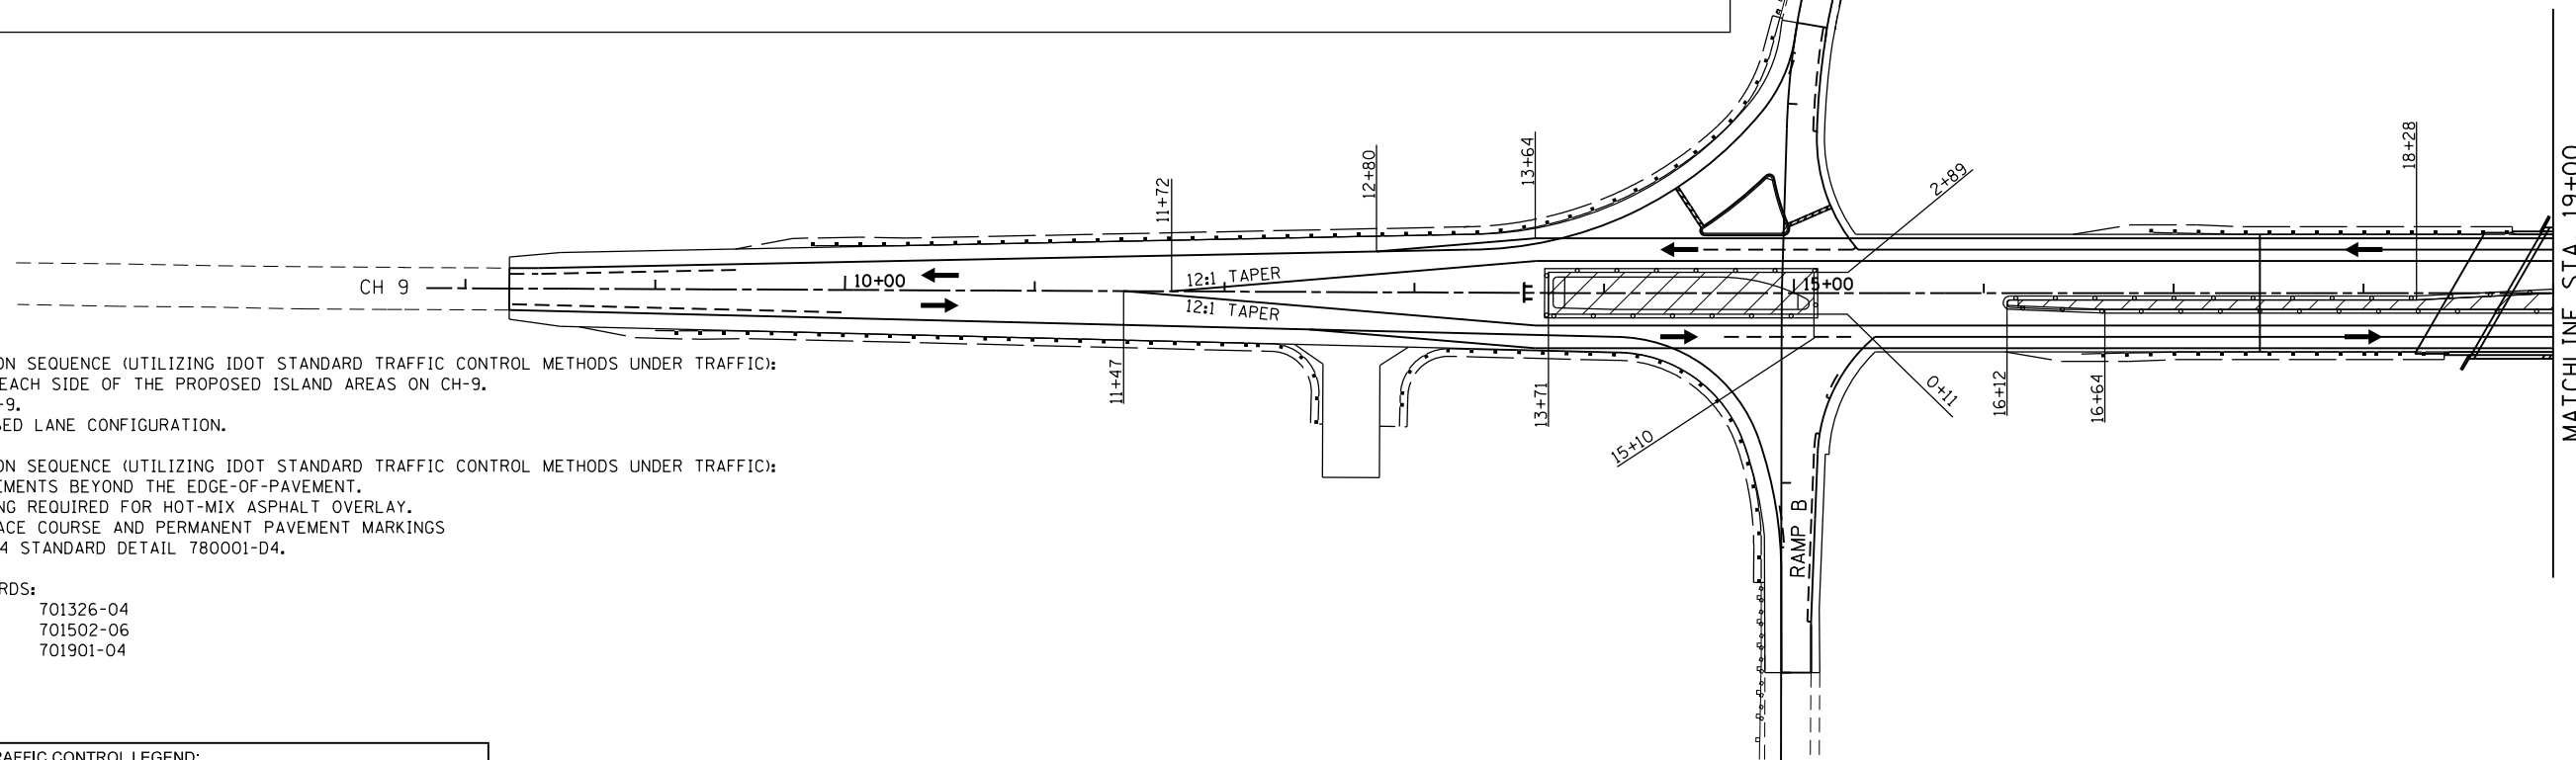 18+28
13+64
12+80
11+72
2+89
MATCHLINE STA 19+00
CH 9
10+00
12:1 TAPER
15+00
12:1 TAPER
11+47
13+71
15+10
0+11
16+12
16+64
ON SEQUENCE (UTILIZING IDOT STANDARD TRAFFIC CONTROL METHODS UNDER TRAFFIC):
EACH SIDE OF THE PROPOSED ISLAND AREAS ON CH-9.
-9.
SED LANE CONFIGURATION.
ON SEQUENCE (UTILIZING IDOT STANDARD TRAFFIC CONTROL METHODS UNDER TRAFFIC):
EMENTS BEYOND THE EDGE-OF-PAVEMENT.
NG REQUIRED FOR HOT-MIX ASPHALT OVERLAY.
ACE COURSE AND PERMANENT PAVEMENT MARKINGS
4 STANDARD DETAIL 780001-D4.
RAMP B
RDS:
701326-04
701502-06
701901-04
RAFFIC CONTROL LEGEND: